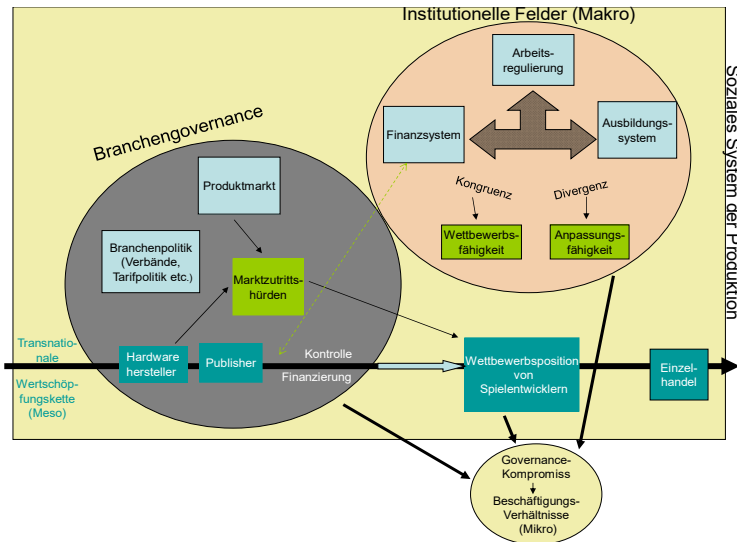 Institutionelle Felder (Makro)
Arbeits-
regulierung
Finanzsystem
Ausbildungs-
system
Kongruenz
Divergenz
Wettbewerbs-
fähigkeit
Anpassungs-
fähigkeit
Soziales System der Produktion
Branchengovernance
Produktmarkt
Branchenpolitik
(Verbände,
Tarifpolitik etc.)
Marktzutritts-
hürden
Transnatio-
nale
Wertschöp-
fungskette
(Meso)
Hardware
hersteller
Publisher
Kontrolle
Finanzierung
Wettbewerbsposition
von
Spielentwicklern
Einzel-
handel
Governance-
Kompromiss
Beschäftigungs-
Verhältnisse
(Mikro)